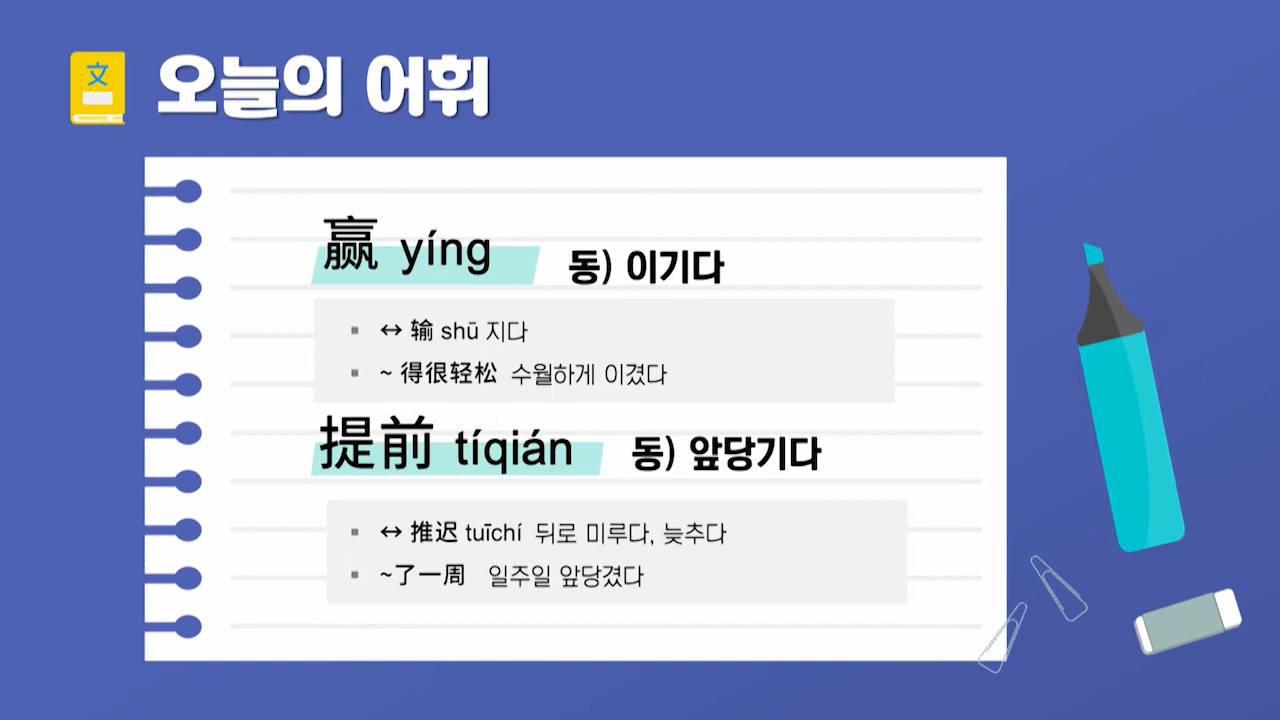 文
오늘의 어휘
赢 yíng 동) 이기다
↔ 输 shū 지다
~ 得很轻松 수월하게 이겼다
提前 tíqián 동) 앞당기다
↔ 推迟 tuīchí 뒤로 미루다, 늦추다
~了一周 일주일 앞당겼다